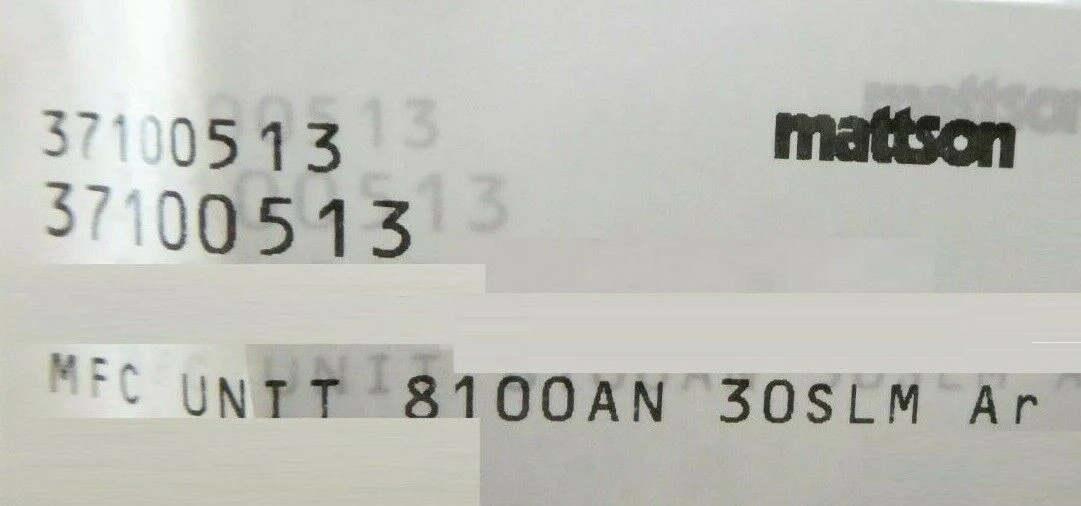 37100513 mattson
37100513
MFC UNIT 8100AN 30SLM Ar